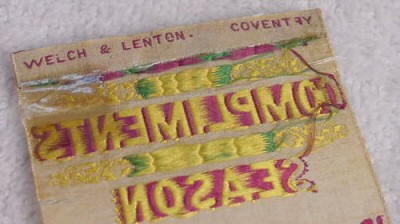 WELCH & LENTON. COVENTRY
COMPLIMENTS
SEASON